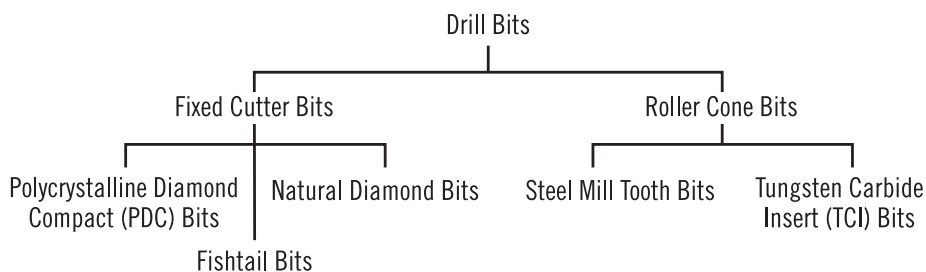 Drill Bits
Fixed Cutter Bits
Roller Cone Bits
Polycrystalline Diamond
Compact (PDC) Bits
Natural Diamond Bits
Steel Mill Tooth Bits
Tungsten Carbide
Insert (TCI) Bits
Fishtail Bits